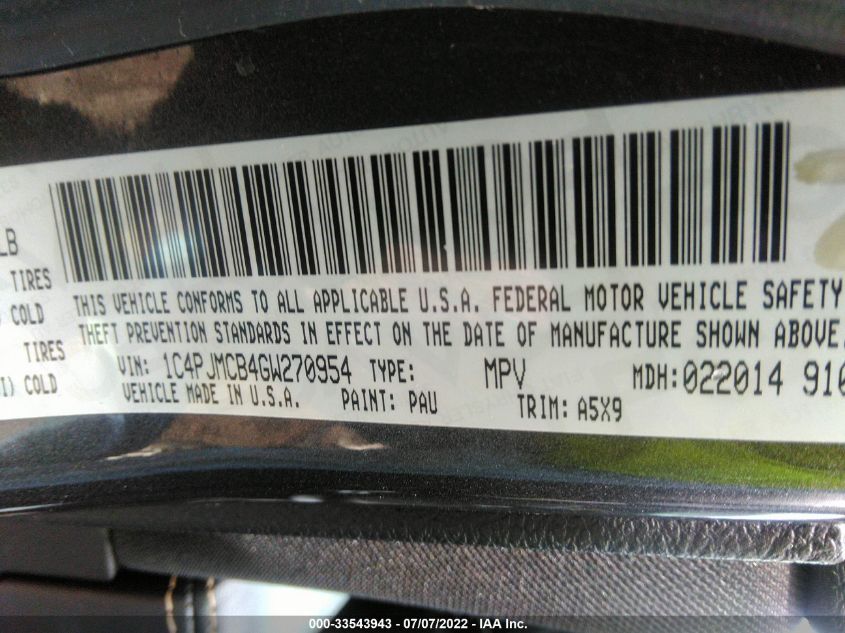 LB
TIRES
COLD
TIRES
I) COLD
THIS VEHICLE CONFORMS TO ALL APPLICABLE U.S.A. FEDERAL MOTOR VEHICLE SAFETY
THEFT PREVENTION STANDARDS IN EFFECT ON THE DATE OF MANUFACTURE SHOWN ABOVE.
VIN: 1C4PJMCB4GW270954 TYPE: MPV MDH:022014 910
VEHICLE MADE IN U.S.A. PAINT: PAU TRIM: A5X9
000-33543943 / 07/07/2022 - IAA Inc.